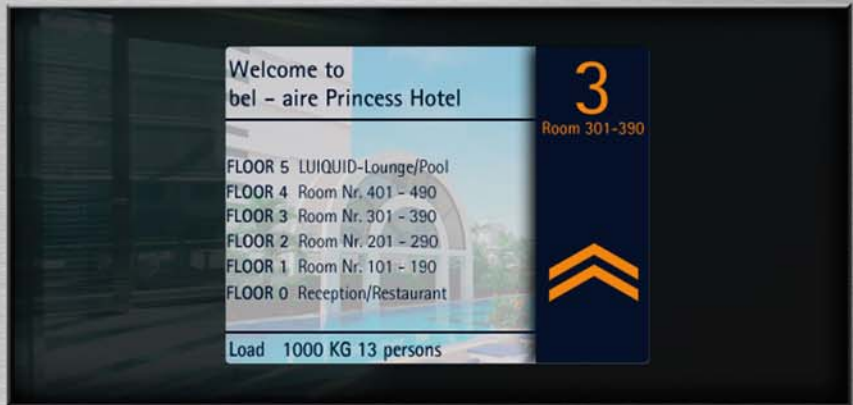 Welcome to
bel - aire Princess Hotel
FLOOR 5 LUIQUID-Lounge/Pool
FLOOR 4 Room Nr. 401 - 490
FLOOR 3 Room Nr. 301 - 390
FLOOR 2 Room Nr. 201 - 290
FLOOR 1 Room Nr. 101 - 190
FLOOR 0 Reception/Restaurant
Load 1000 KG 13 persons
3
Room 301-390